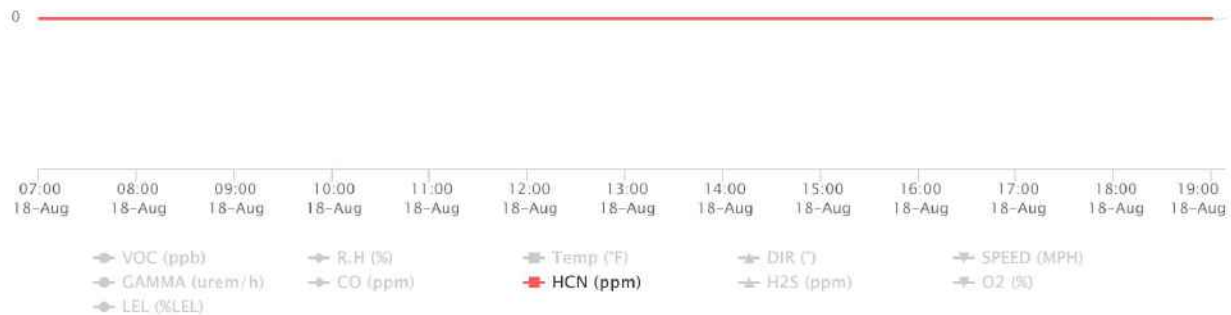 0
07:00 08:00 09:00 10:00 11:00 12:00 13:00 14:00 15:00 16:00 17:00 18:00 19:00
18-Aug 18-Aug 18-Aug 18-Aug 18-Aug 18-Aug 18-Aug 18-Aug 18-Aug 18-Aug 18-Aug 18-Aug 18-Aug
VOC (ppb) R.H (%) Temp (°F) DIR (°) SPEED (MPH)
GAMMA (urem/h) CO (ppm) HCN (ppm) H2S (ppm) O2 (%)
LEL (%LEL)